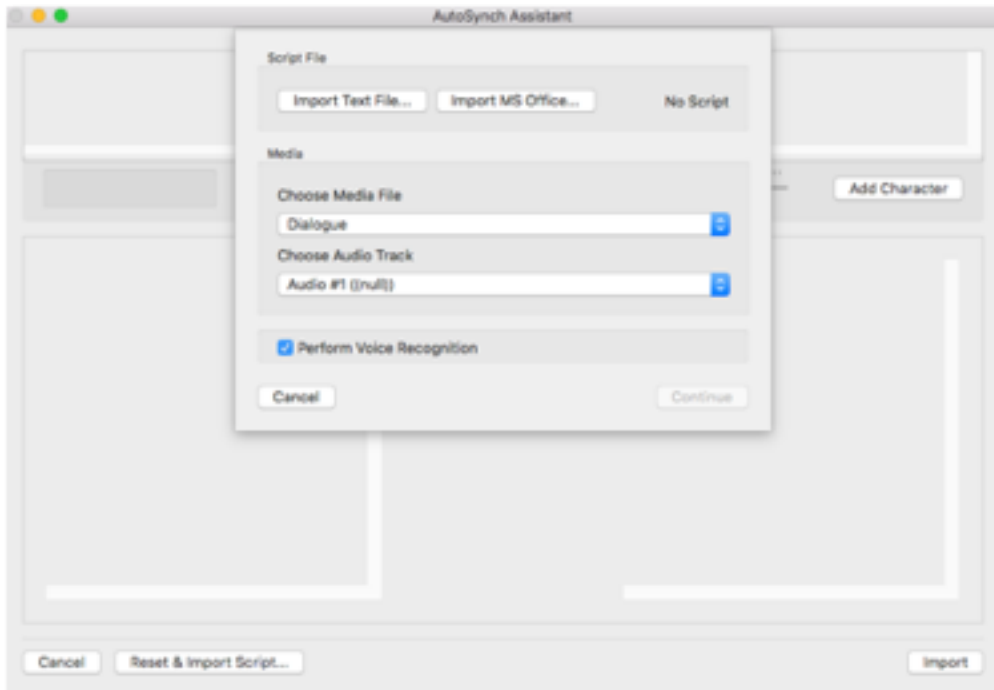 AutoSynch Assistant
Script File
Import Text File... Import MS Office... No Script
Media
Choose Media File
Add Character
Dialogue
Choose Audio Track
Audio #1 ((null))
Perform Voice Recognition
Cancel Continue
Cancel Reset & Import Script... Import